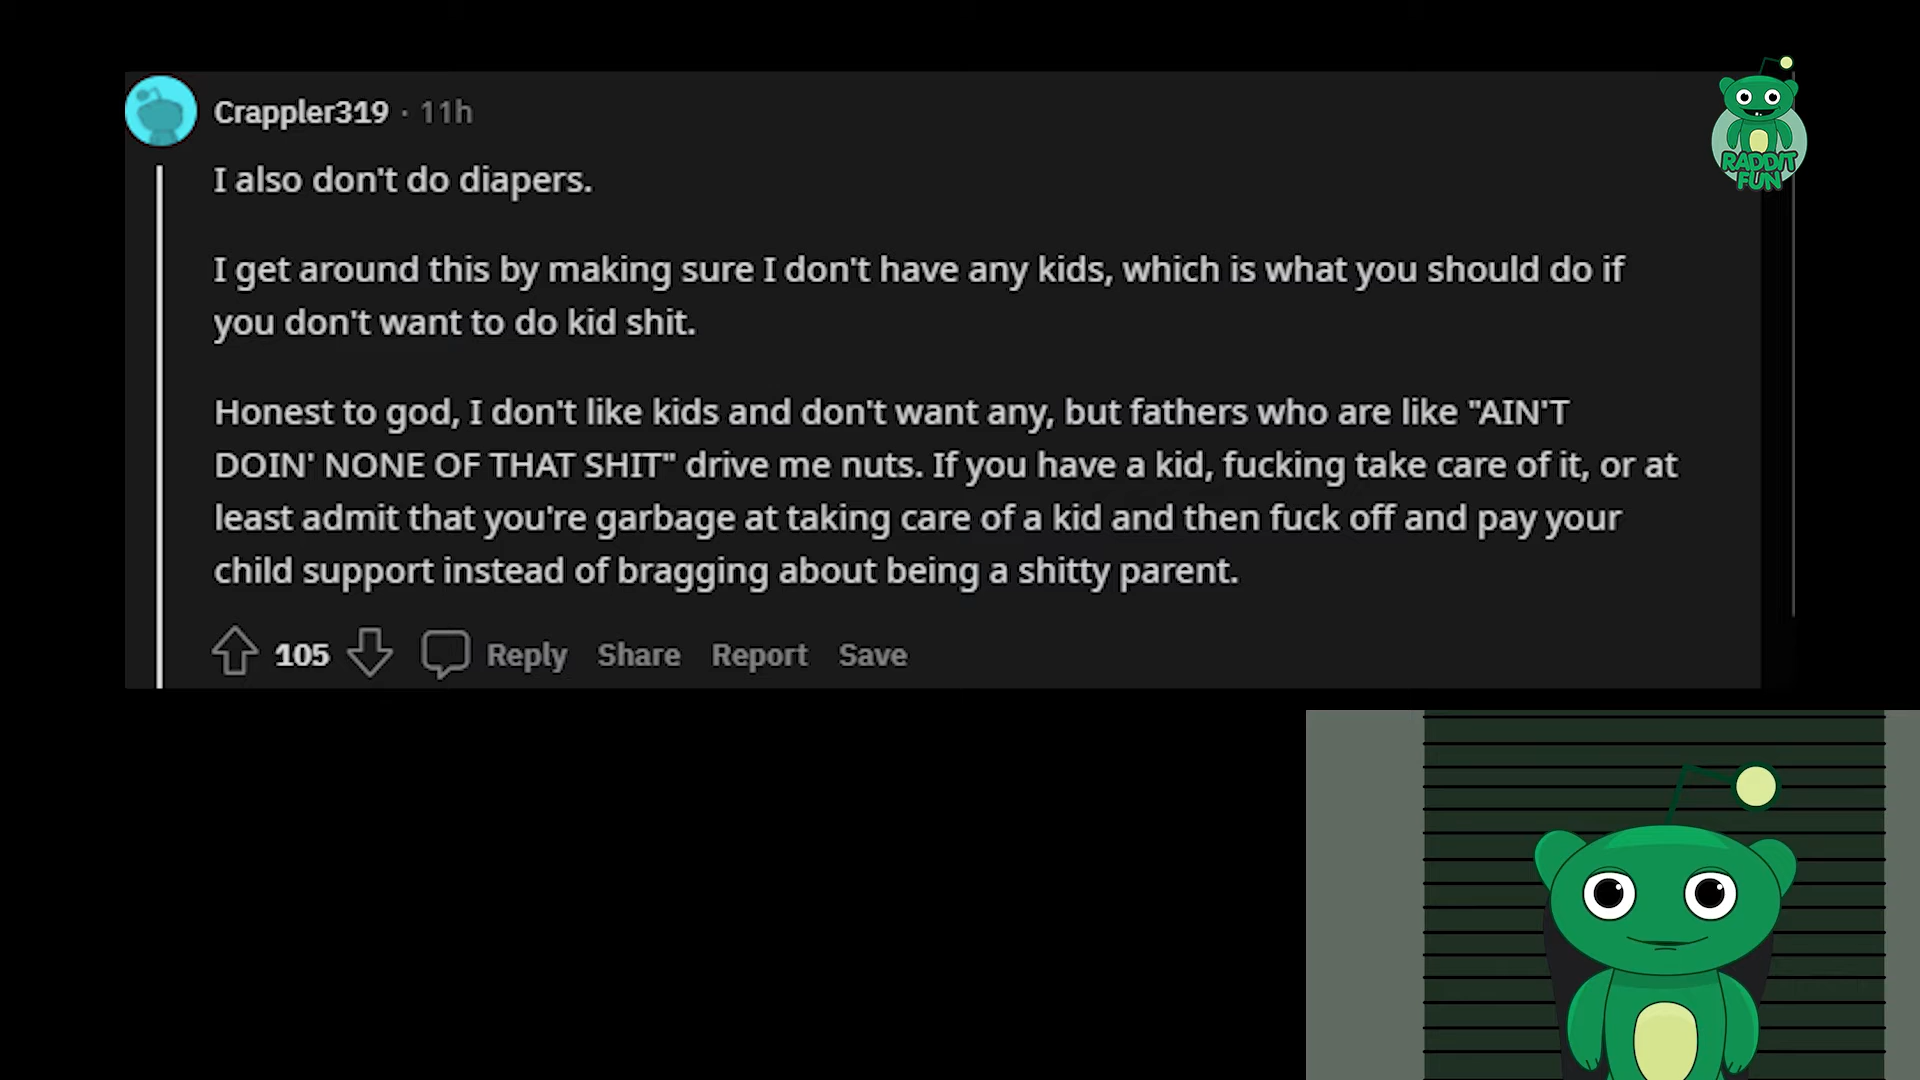 Crappler319 · 11h
RADDIT
FUN
I also don't do diapers.
I get around this by making sure I don't have any kids, which is what you should do if
you don't want to do kid shit.
Honest to god, I don't like kids and don't want any, but fathers who are like "AIN'T
DOIN' NONE OF THAT SHIT" drive me nuts. If you have a kid, fucking take care of it, or at
least admit that you're garbage at taking care of a kid and then fuck off and pay your
child support instead of bragging about being a shitty parent.
105 Reply Share Report Save